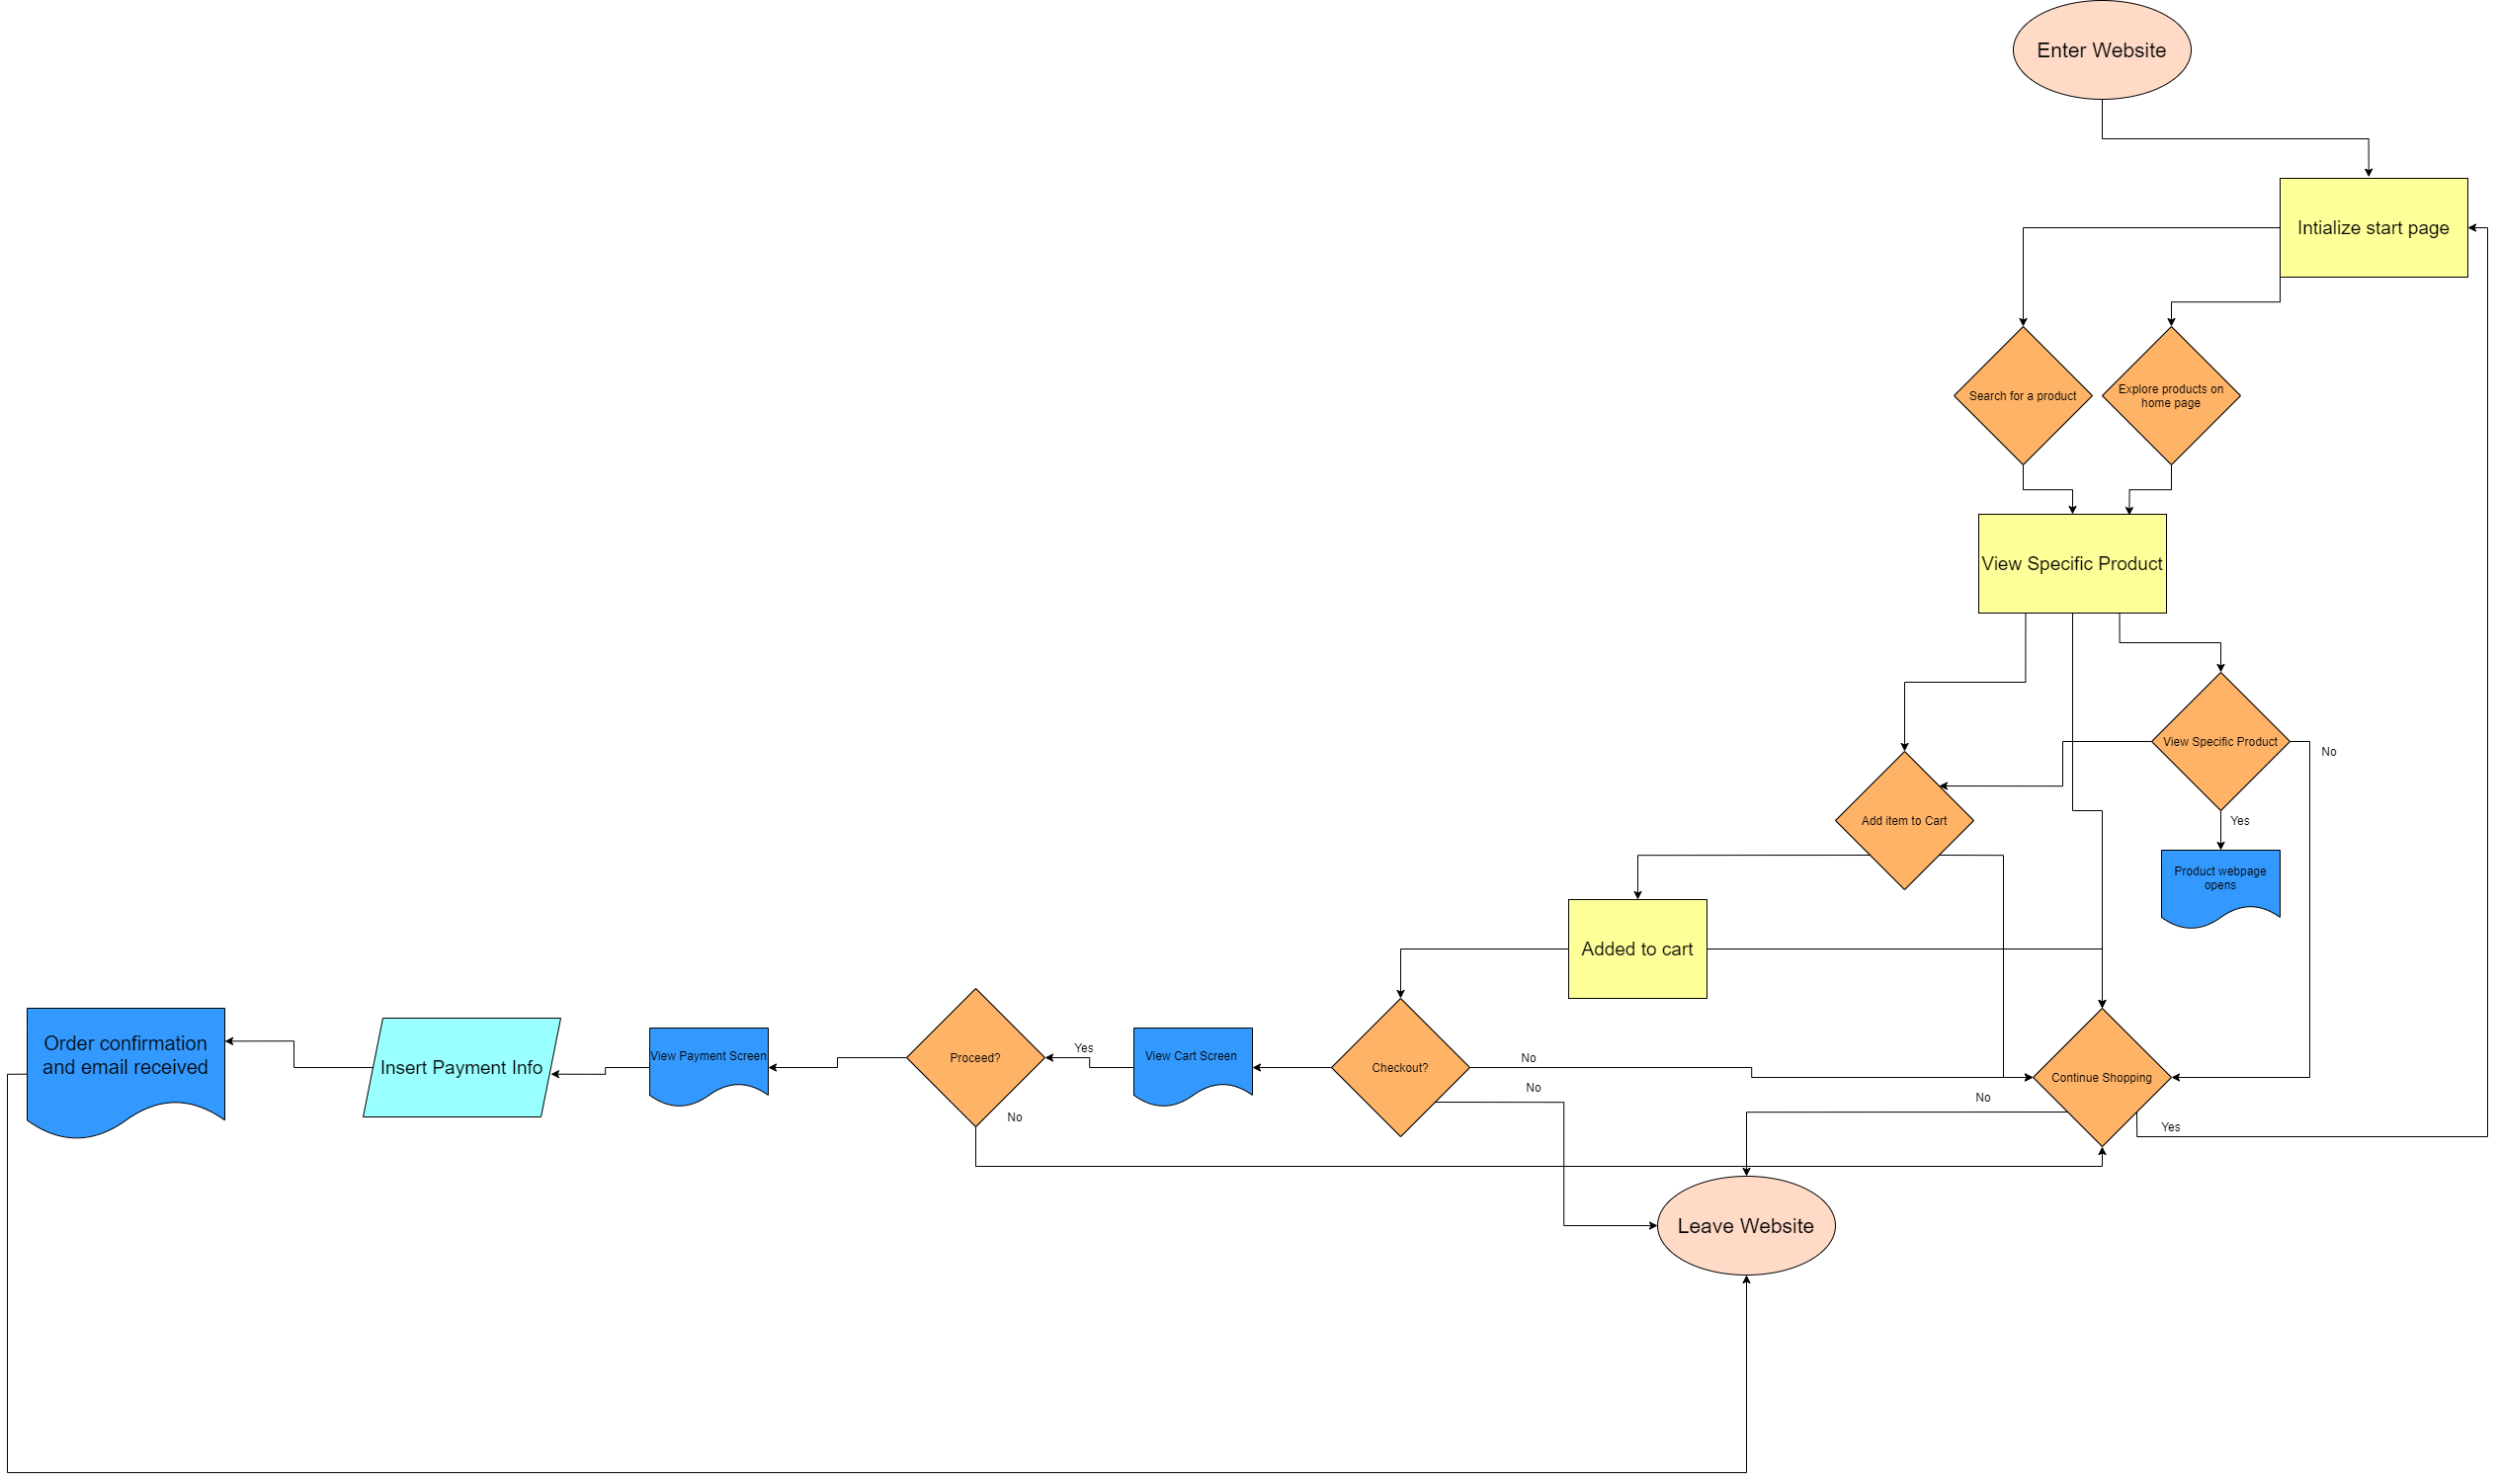 Enter Website
Intialize start page
Search for a product
Explore products on
home page
View Specific Product
View Specific Product
No
Add item to Cart
Yes
Product webpage
opens
Added to cart
Order confirmation
and email received
Insert Payment Info
View Payment Screen
Proceed?
Yes
View Cart Screen
Checkout?
No
No
Continue Shopping
No
No
Yes
Leave Website